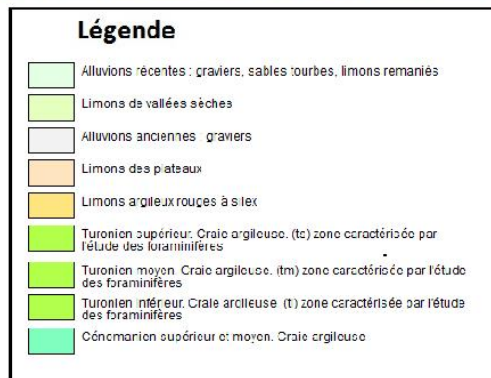 Légende
Alluvions récentes : graviers, sables tourbes, limons remaniés
Limons de vallées sèches
Alluvions anciennes : graviers
Limons des plateaux
Limons argileux rouges à silex
Turonien supérieur. Craie argileuse. (ts) zone caractérisée par
l'étude des foraminifères
Turonien moyen. Craie argileuse. (tm) zone caractérisée par l'étude
des foraminifères
Turonien inférieur. Craie argileuse. (ti) zone caractérisée par l'étude
des foraminifères
Cénomanien supérieur et moyen. Craie argileuse